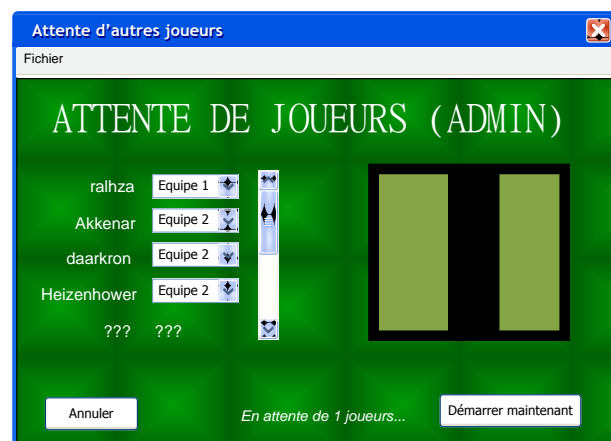 Attente d'autres joueurs
Fichier
ATTENTE DE JOUEURS (ADMIN)
ralhza Equipe 1
Akkenar Equipe 2
daarkron Equipe 2
Heizenhower Equipe 2
??? ???
Annuler En attente de 1 joueurs... Démarrer maintenant